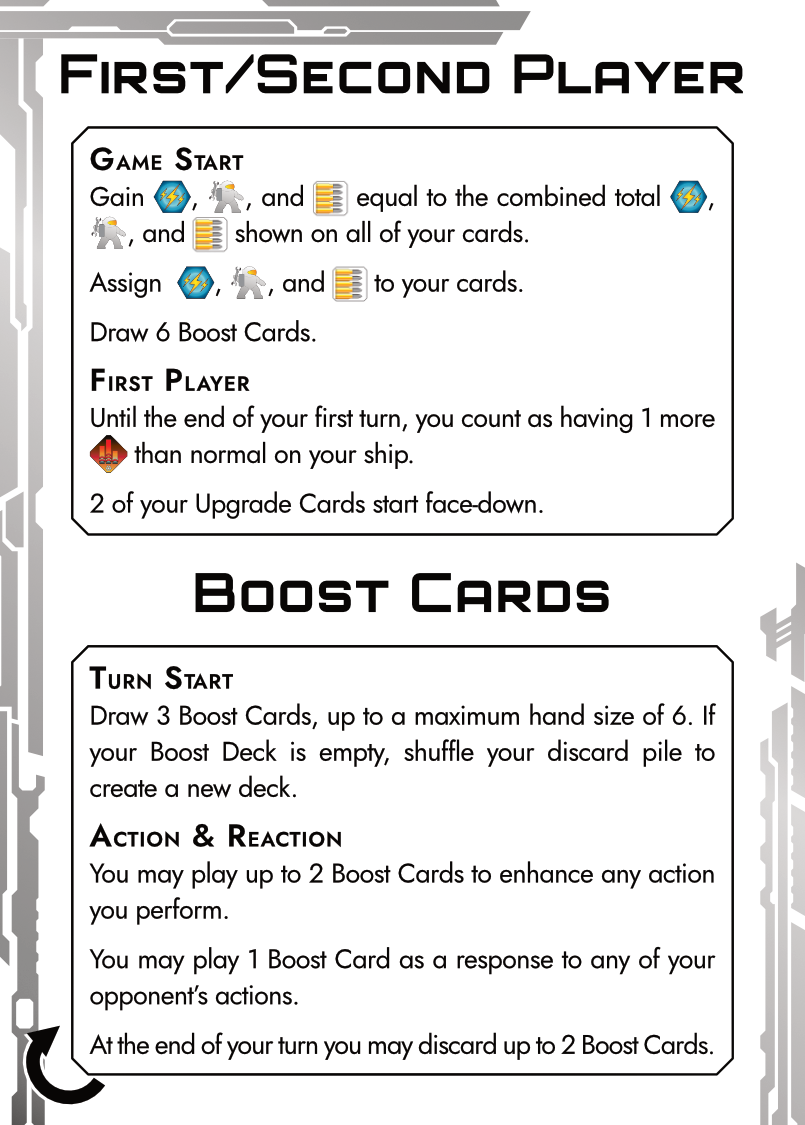 First/Second Player
Game Start
Gain , , and equal to the combined total ,
, and shown on all of your cards.
Assign , , and to your cards.
Draw 6 Boost Cards.
First Player
Until the end of your first turn, you count as having 1 more
than normal on your ship.
2 of your Upgrade Cards start face-down.
Boost Cards
Turn Start
Draw 3 Boost Cards, up to a maximum hand size of 6. If
your Boost Deck is empty, shuffle your discard pile to
create a new deck.
Action & Reaction
You may play up to 2 Boost Cards to enhance any action
you perform.
You may play 1 Boost Card as a response to any of your
opponent's actions.
At the end of your turn you may discard up to 2 Boost Cards.